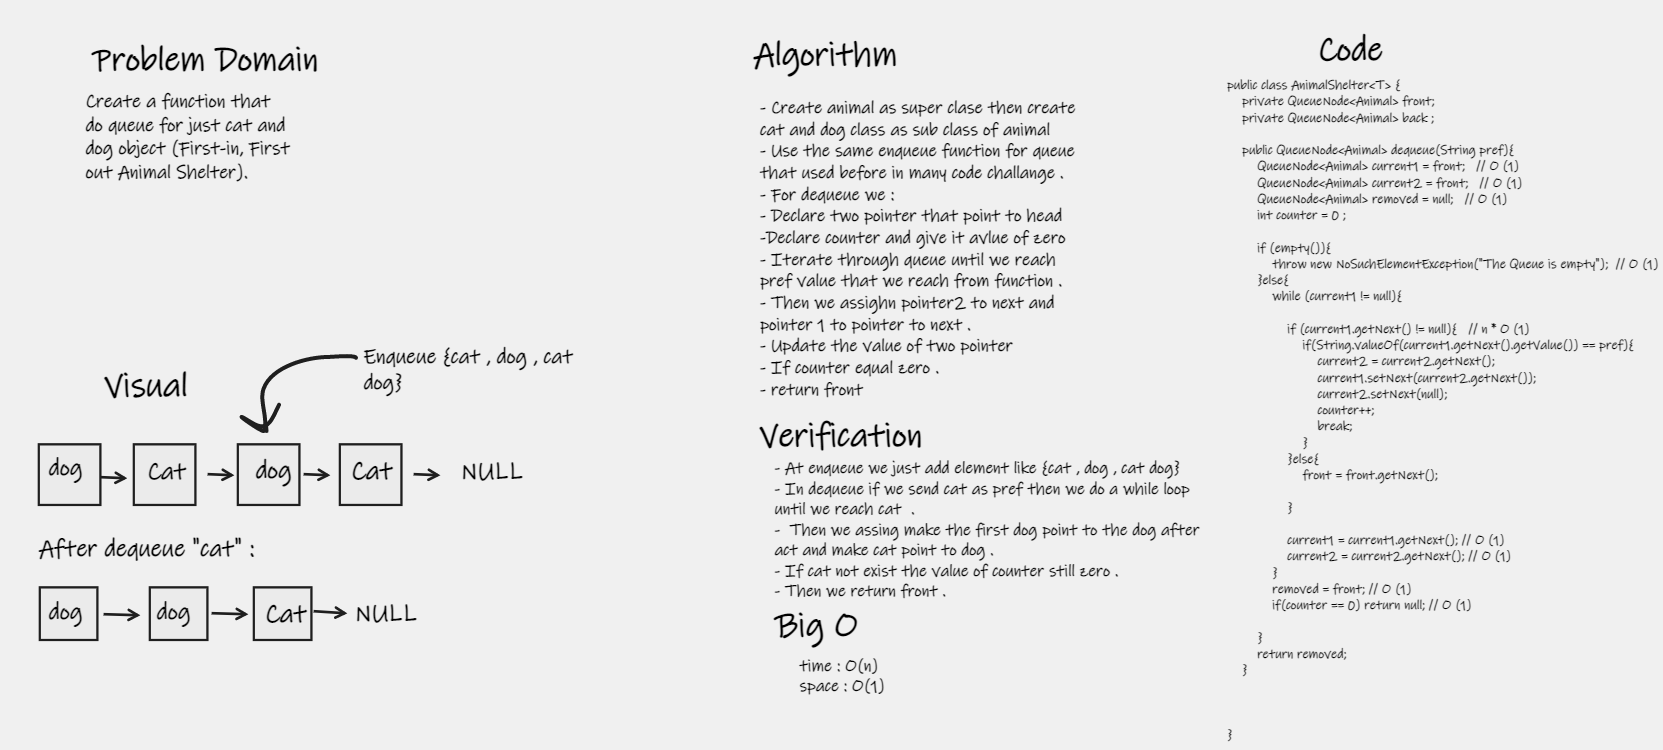 Problem Domain
Create a function that
do queue for just cat and
dog object (First-in, First
out Animal Shelter).
Visual
Enqueue {cat , dog , cat
dog}
dog
Cat
dog
Cat
NULL
After dequeue "cat" :
dog
dog
Cat
NULL
Algorithm
- Create animal as super clase then create
cat and dog class as sub class of animal
- Use the same enqueue function for queue
that used before in many code challange .
- For dequeue we :
- Declare two pointer that point to head
-Declare counter and give it avlue of zero
- Iterate through queue until we reach
pref value that we reach from function .
- Then we assighn pointer2 to next and
pointer 1 to pointer to next .
- Update the value of two pointer
- If counter equal zero .
- return front
Verification
- At enqueue we just add element like {cat , dog , cat dog}
- In dequeue if we send cat as pref then we do a while loop
until we reach cat .
- Then we assing make the first dog point to the dog after
act and make cat point to dog .
- If cat not exist the value of counter still zero .
- Then we return front .
Big O
time : O(n)
space : O(1)
Code
public class AnimalShelter<T> {
private QueueNode<Animal> front;
private QueueNode<Animal> back ;
public QueueNode<Animal> dequeue(String pref){
QueueNode<Animal> current1 = front; // O (1)
QueueNode<Animal> current2 = front; // O (1)
QueueNode<Animal> removed = null; // O (1)
int counter = 0 ;
if (empty()){
throw new NoSuchElementException("The Queue is empty"); // O (1)
}else{
while (current1 != null){
if (current1.getNext() != null){ // n * O (1)
if(String.valueOf(current1.getNext().getValue()) == pref){
current2 = current2.getNext();
current1.setNext(current2.getNext());
current2.setNext(null);
counter++;
break;
}
}else{
front = front.getNext();
}
current1 = current1.getNext(); // O (1)
current2 = current2.getNext(); // O (1)
}
removed = front; // O (1)
if(counter == 0) return null; // O (1)
}
return removed;
}
}